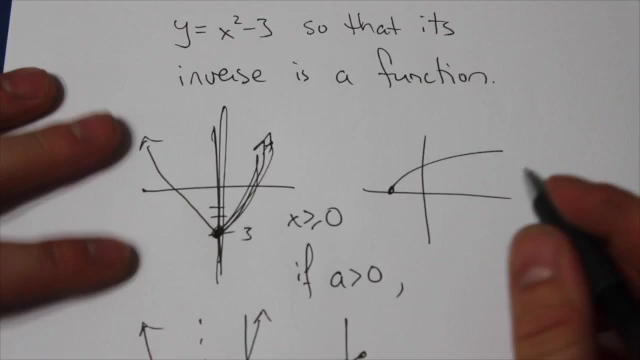 y = x² - 3 so that its
inverse is a function.
3
x ≥ 0
if a > 0,